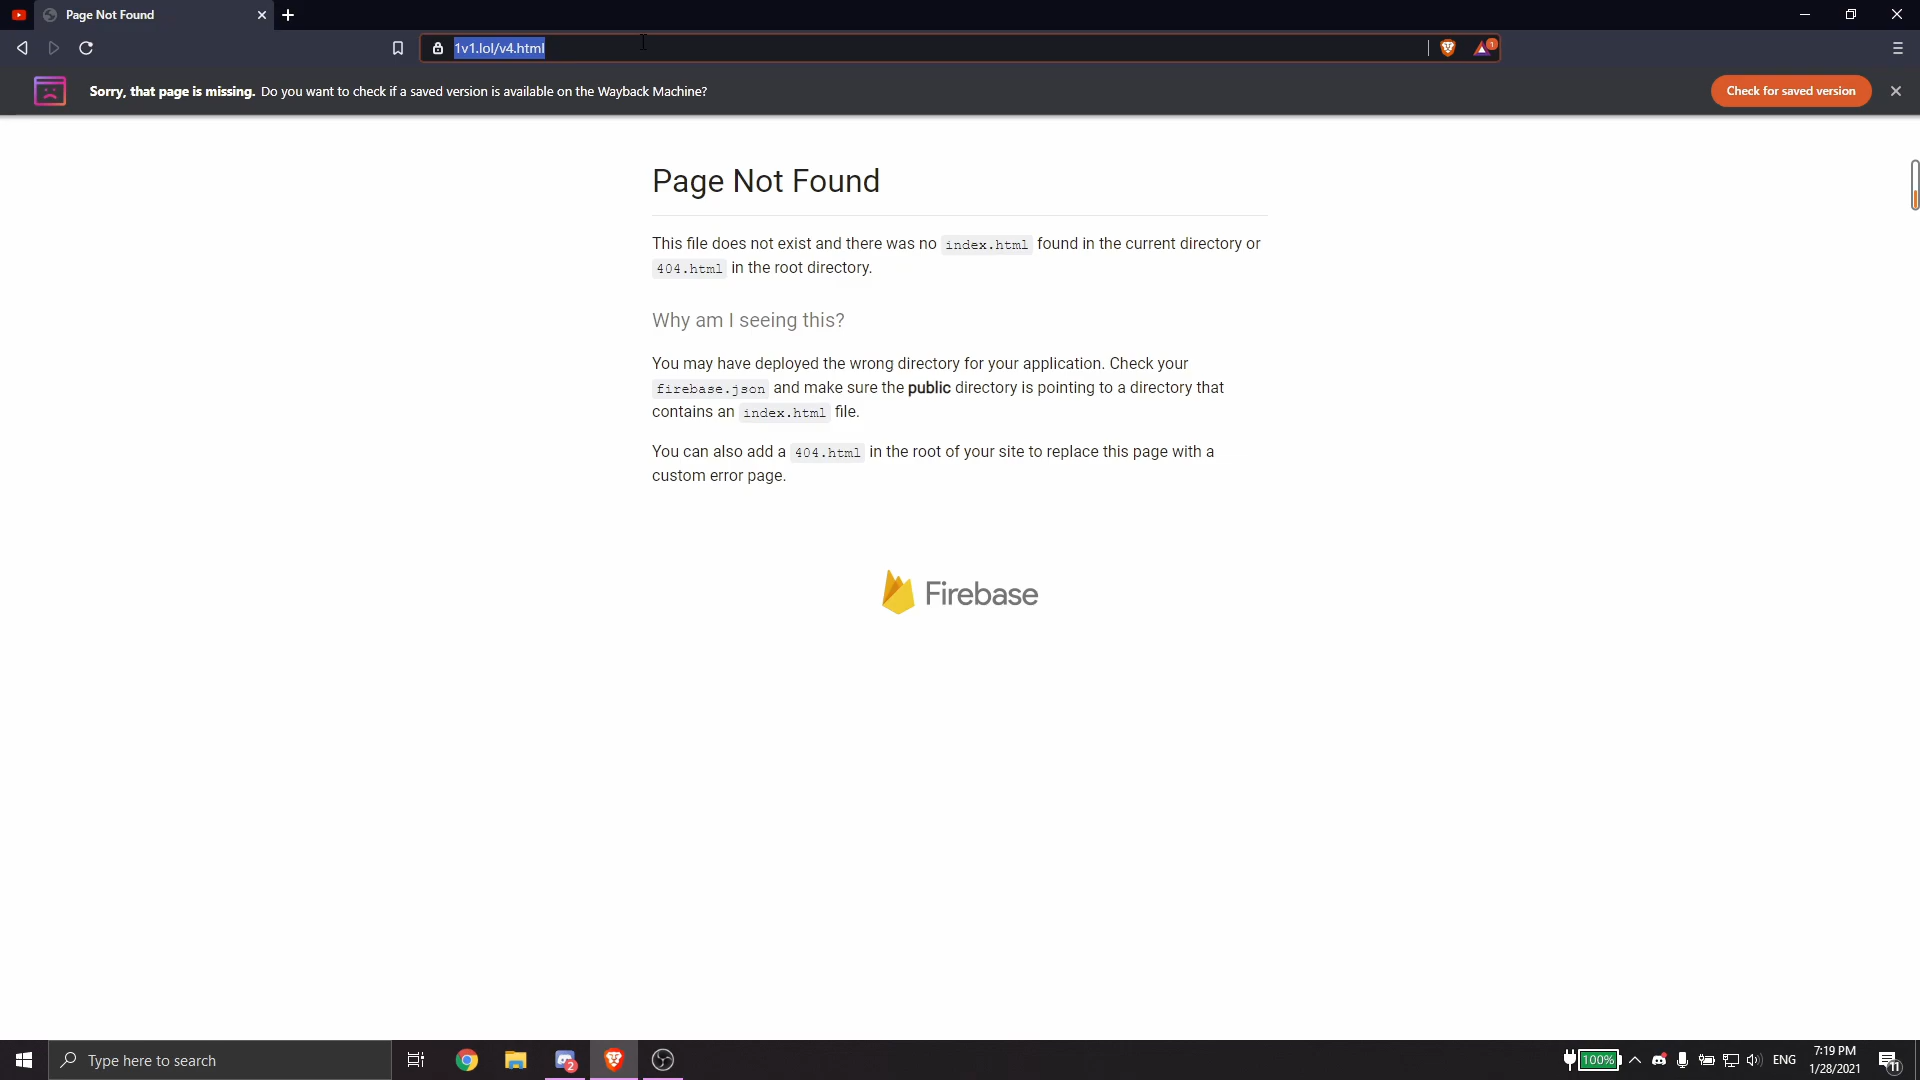 Page Not Found
1v1.lol/v4.html
1
Sorry, that page is missing. Do you want to check if a saved version is available on the Wayback Machine?
Check for saved version
Page Not Found
This file does not exist and there was no index.html found in the current directory or
404.html in the root directory.
Why am I seeing this?
You may have deployed the wrong directory for your application. Check your
firebase.json and make sure the public directory is pointing to a directory that
contains an index.html file.
You can also add a 404.html in the root of your site to replace this page with a
custom error page.
Firebase
Type here to search
2
100%
ENG
7:19 PM
1/28/2021
11